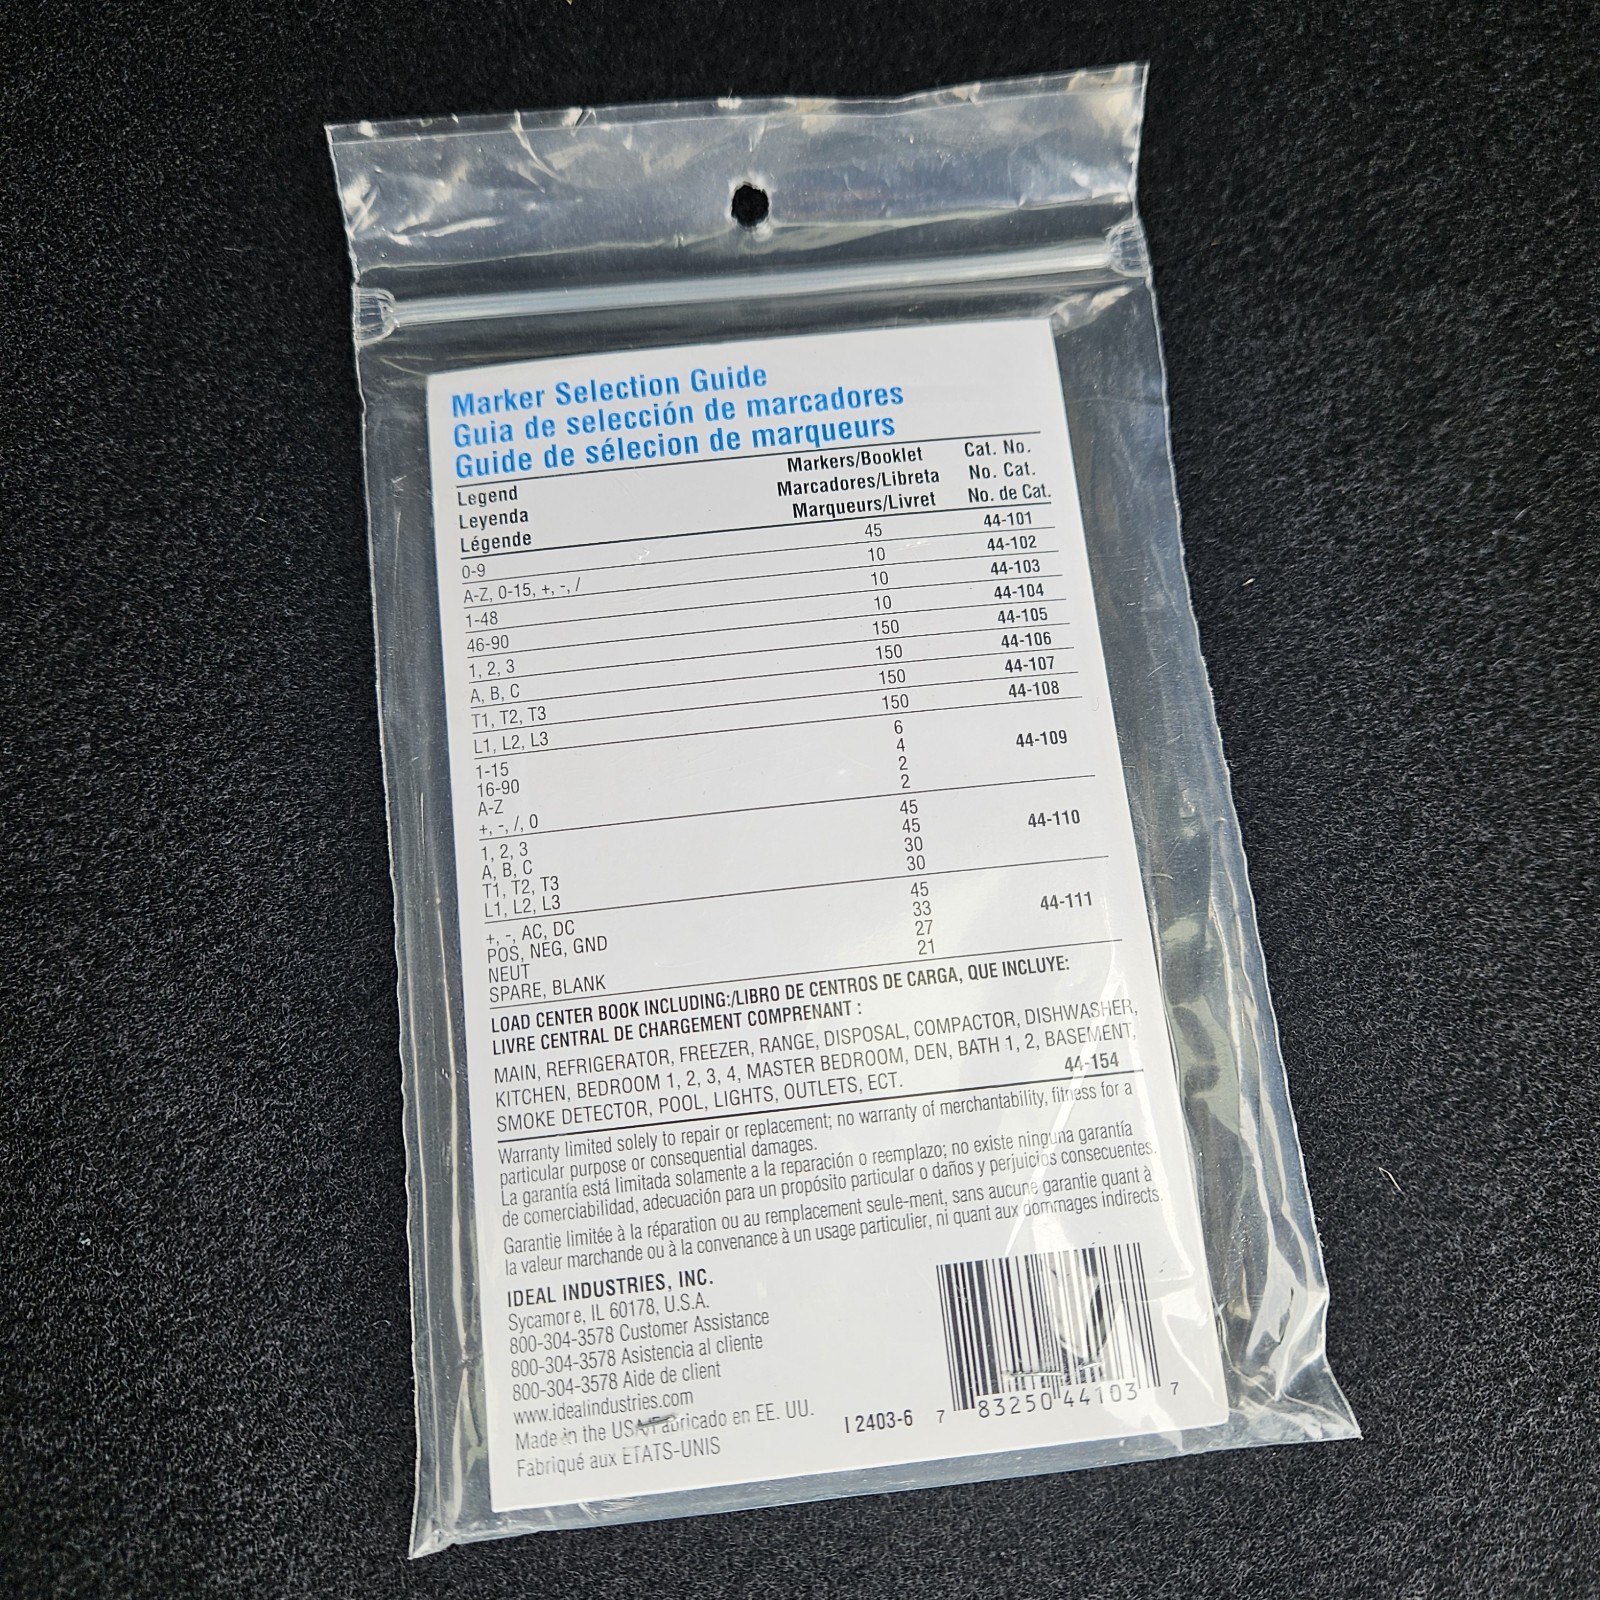 Marker Selection Guide
Guia de selección de marcadores
Guide de sélecion de marqueurs
Legend Markers/Booklet Cat. No.
Leyenda Marcadores/Libreta No. Cat.
Légende Marqueurs/Livret No. de Cat.
0-9 45 44-101
A-Z, 0-15, +, -, / 10 44-102
1-48 10 44-103
46-90 10 44-104
1, 2, 3 150 44-105
A, B, C 150 44-106
T1, T2, T3 150 44-107
L1, L2, L3 150 44-108
1-15 6
16-90 4 44-109
A-Z 2
+, -, /, 0 2
1, 2, 3 45
A, B, C 45 44-110
T1, T2, T3 30
L1, L2, L3 30
+, -, AC, DC 45
POS, NEG, GND 33 44-111
NEUT 27
SPARE, BLANK 21
LOAD CENTER BOOK INCLUDING:/LIBRO DE CENTROS DE CARGA, QUE INCLUYE:
LIVRE CENTRAL DE CHARGEMENT COMPRENANT :
MAIN, REFRIGERATOR, FREEZER, RANGE, DISPOSAL, COMPACTOR, DISHWASHER,
KITCHEN, BEDROOM 1, 2, 3, 4, MASTER BEDROOM, DEN, BATH 1, 2, BASEMENT,
SMOKE DETECTOR, POOL, LIGHTS, OUTLETS, ECT. 44-154
Warranty limited solely to repair or replacement; no warranty of merchantability, fitness for a
particular purpose or consequential damages.
La garantía está limitada solamente a la reparación o reemplazo; no existe ninguna garantía
de comerciabilidad, adecuación para un propósito particular o daños y perjuicios consecuentes.
Garantie limitée à la réparation ou au remplacement seule-ment, sans aucune garantie quant à
la valeur marchande ou à la convenance à un usage particulier, ni quant aux dommages indirects.
IDEAL INDUSTRIES, INC.
Sycamore, IL 60178, U.S.A.
800-304-3578 Customer Assistance
800-304-3578 Asistencia al cliente
800-304-3578 Aide de client
www.idealindustries.com
Made in the USA/Fabricado en EE. UU.
Fabriqué aux ETATS-UNIS
I 2403-6
7 83250 44103 7